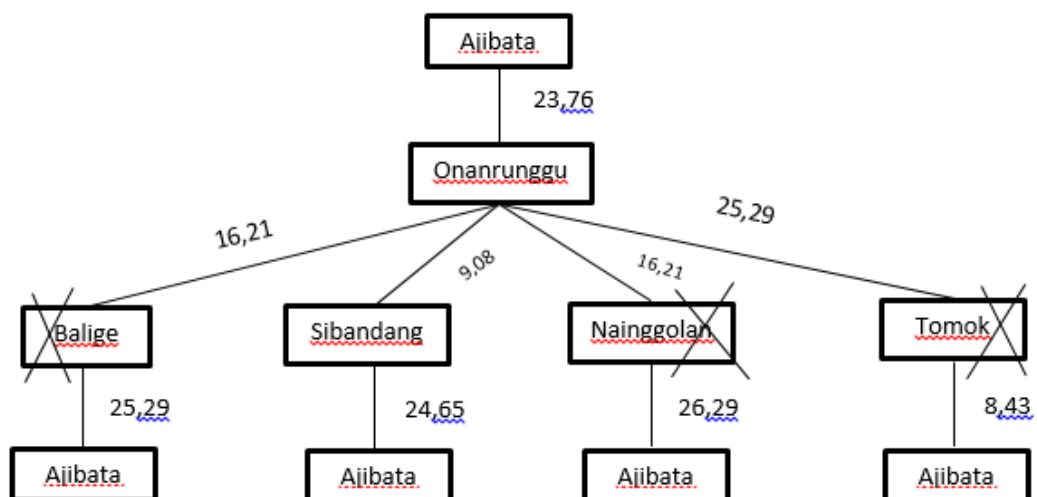 Ajibata
23,76
Onanrunggu
16,21
9,08
16,21
25,29
Balige
Sibandang
Nainggolan
Tomok
25,29
24,65
26,29
8,43
Ajibata
Ajibata
Ajibata
Ajibata